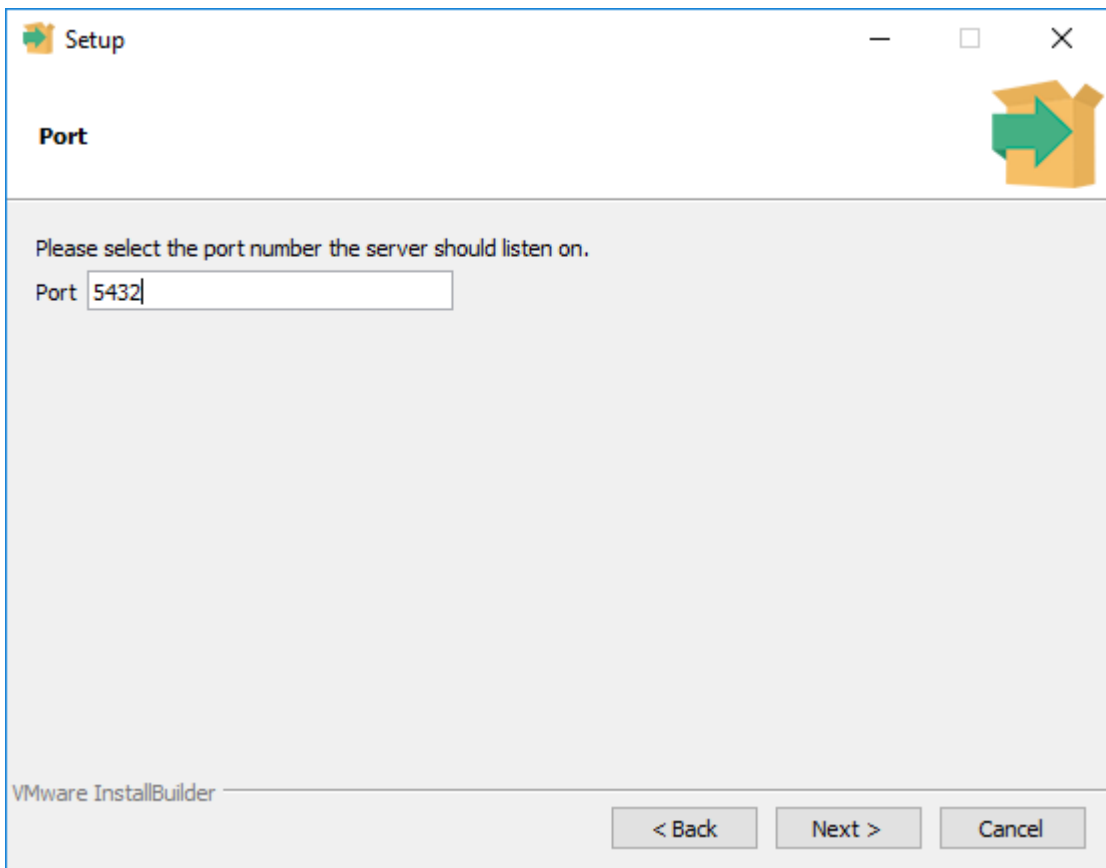 Setup
Port
Please select the port number the server should listen on.
Port 5432
VMware InstallBuilder
< Back Next > Cancel